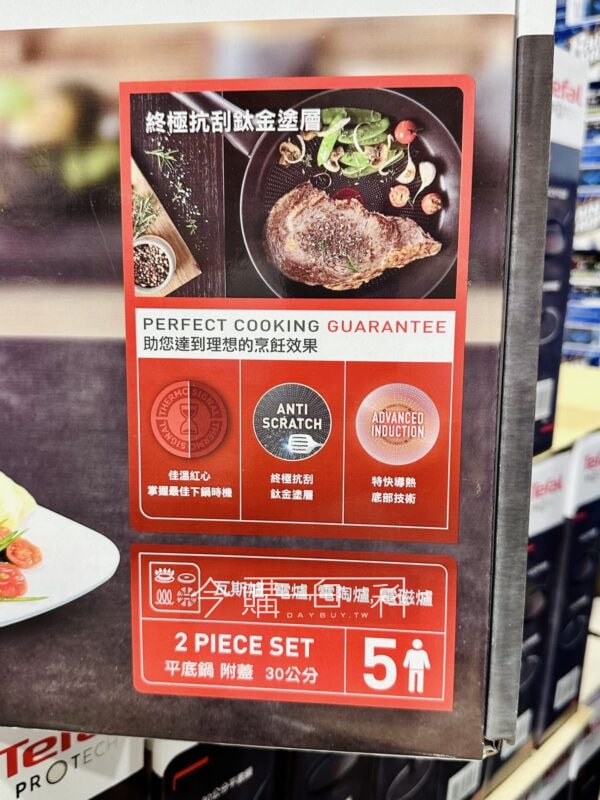 終極抗刮鈦金塗層
PERFECT COOKING GUARANTEE
助您達到理想的烹飪效果
THERMO SIGNAL
THERMO SIGNAL
ANTI
SCRATCH
ADVANCED
INDUCTION
佳溫紅心
掌握最佳下鍋時機
終極抗刮
鈦金塗層
特快導熱
底部技術
瓦斯爐,電爐,電陶爐,電磁爐
今購百科
DAYBUY.TW
2 PIECE SET
平底鍋 附蓋 30公分
5
Tefal
PROTECH
Tefal
Tefal